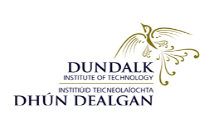 DUNDALK
INSTITUTE OF TECHNOLOGY
INSTITIÚID TEICNEOLAÍOCHTA
DHÚN DEALGAN